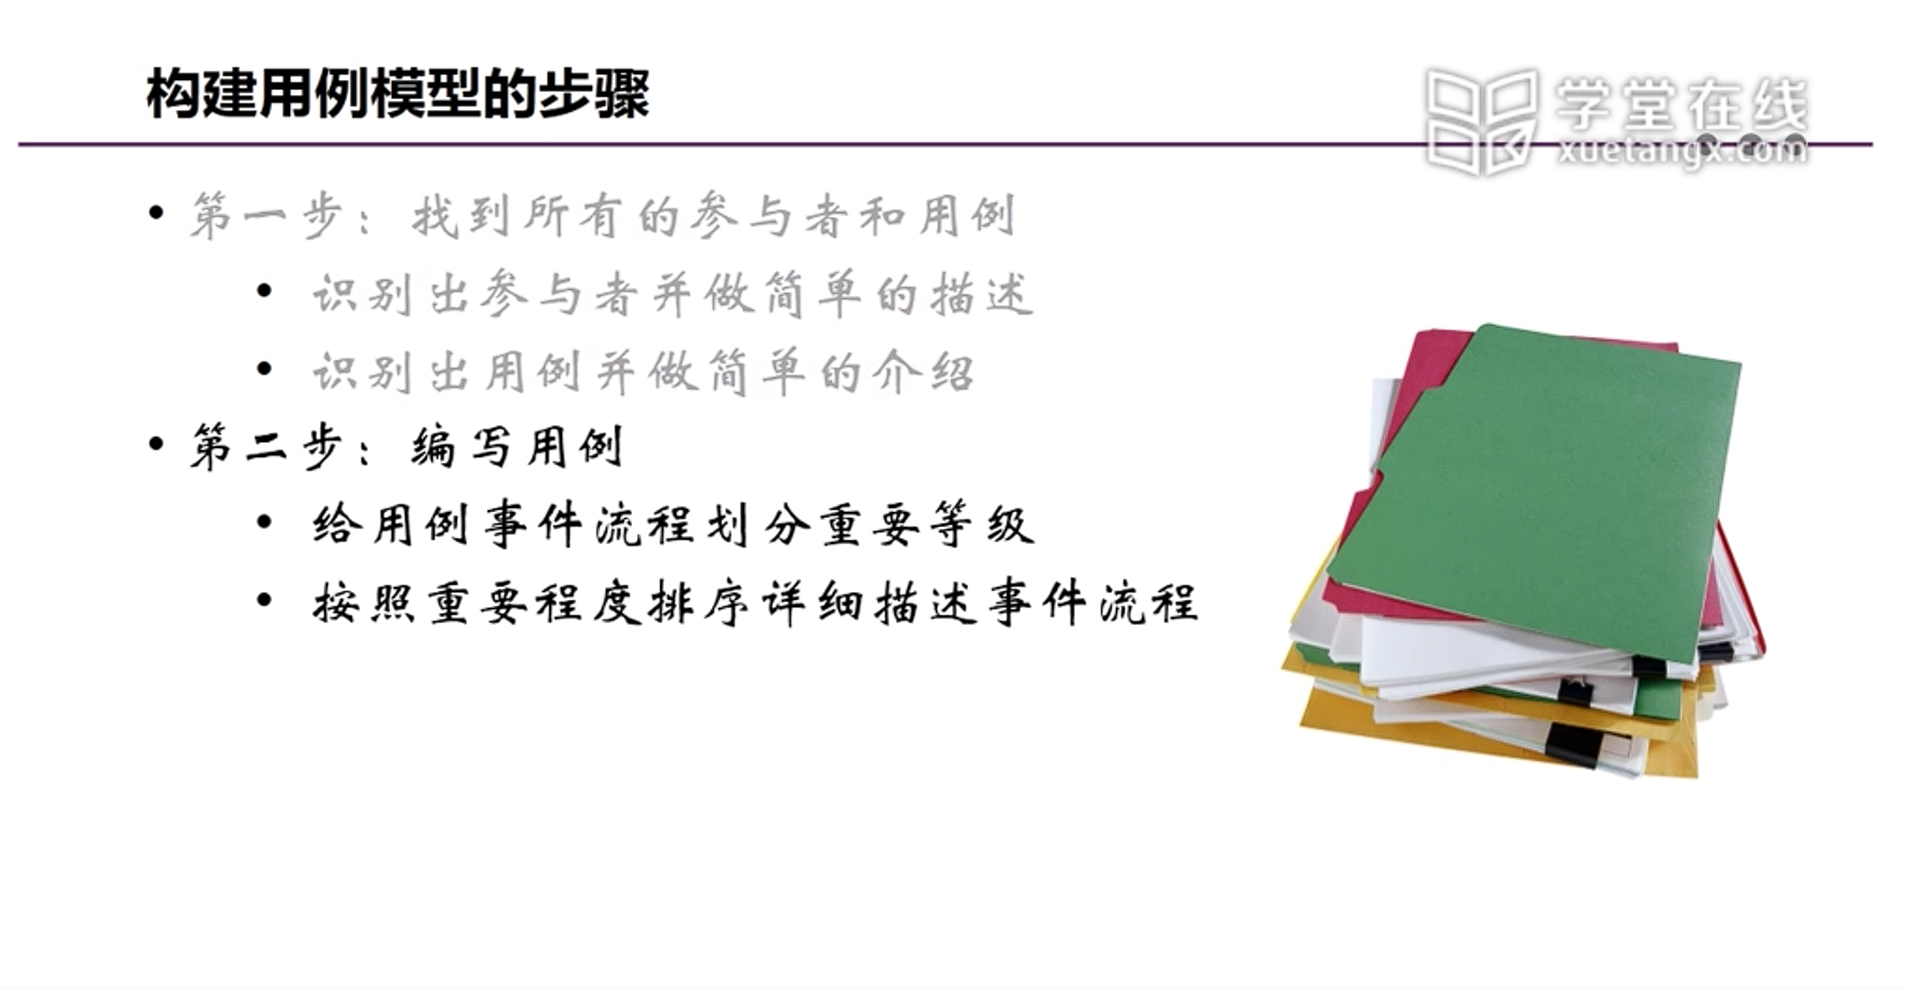 构建用例模型的步骤
学堂在线
xuetangx.com
• 第一步：找到所有的参与者和用例
• 识别出参与者并做简单的描述
• 识别出用例并做简单的介绍
• 第二步：编写用例
• 给用例事件流程划分重要等级
• 按照重要程度排序详细描述事件流程